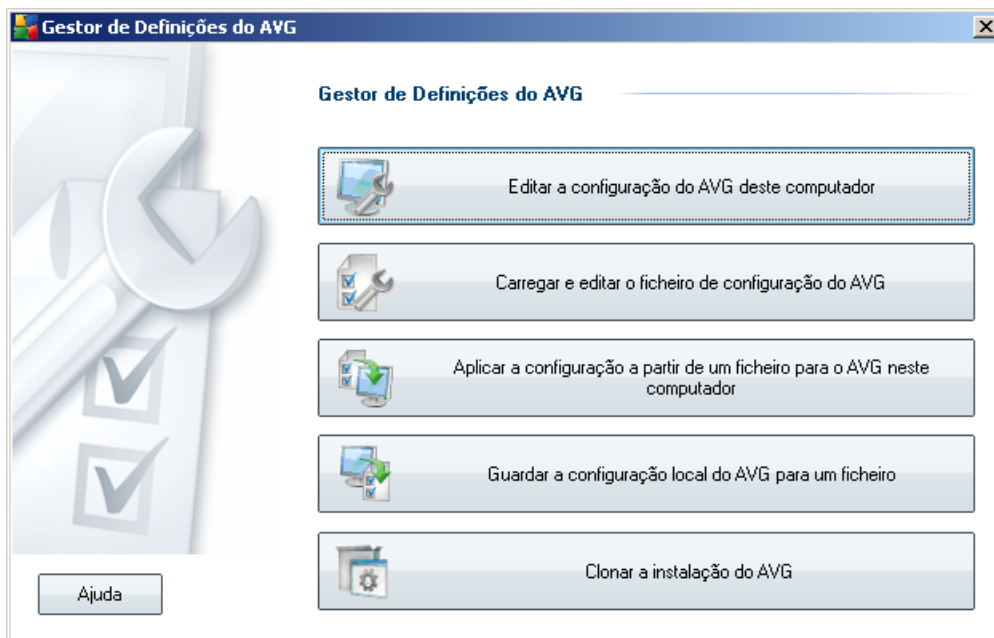 Gestor de Definições do AVG
Gestor de Definições do AVG
Editar a configuração do AVG deste computador
Carregar e editar o ficheiro de configuração do AVG
Aplicar a configuração a partir de um ficheiro para o AVG neste
computador
Guardar a configuração local do AVG para um ficheiro
Clonar a instalação do AVG
Ajuda